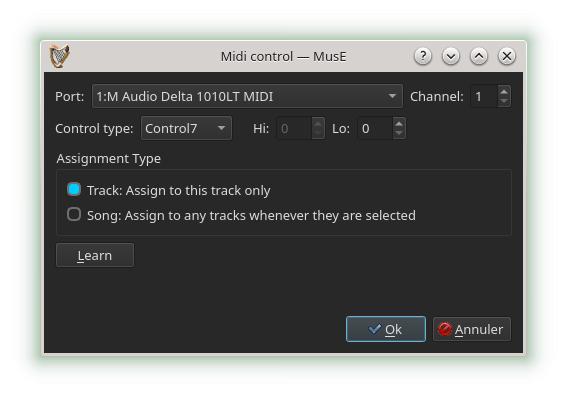 Midi control — MusE
Port: 1:M Audio Delta 1010LT MIDI Channel: 1
Control type: Control7 Hi: 0 Lo: 0
Assignment Type
Track: Assign to this track only
Song: Assign to any tracks whenever they are selected
Learn
Ok Annuler